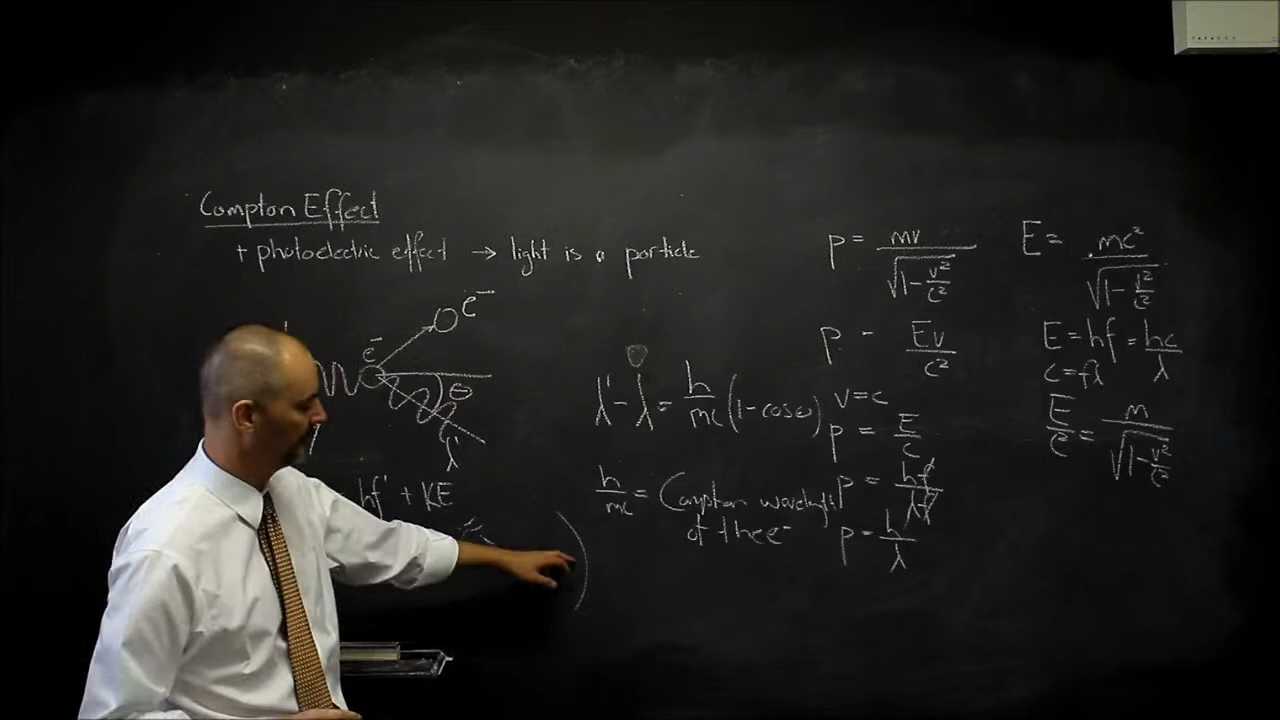 Compton Effect
+ photoelectric effect → light is a particle
e⁻
e⁻
θ
λ'
hf' + KE
λ' - λ = h/mc (1 - cosθ)
h/mc = Compton wavelength
of the e⁻
p = mv/√(1 - v²/c²)
p = Ev/c²
v = c
p = E/c
p = hf/λf
p = h/λ
E = mc²/√(1 - v²/c²)
E = hf = hc/λ
c = fλ
E/c² = m/√(1 - v²/c²)